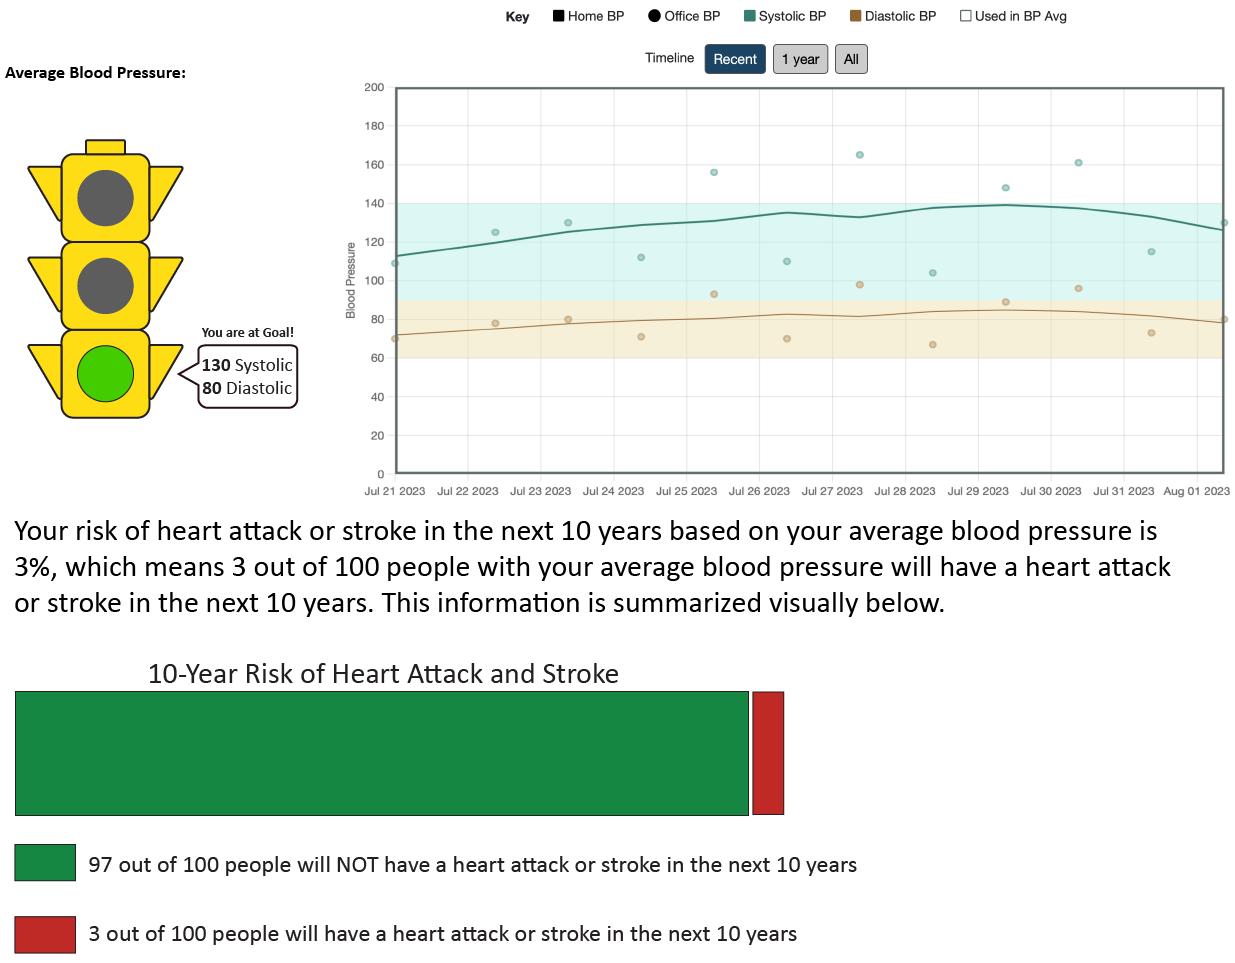 Key Home BP Office BP Systolic BP Diastolic BP Used in BP Avg
Timeline Recent 1 year All
Average Blood Pressure:
You are at Goal!
130 Systolic
80 Diastolic
Blood Pressure
200
180
160
140
120
100
80
60
40
20
0
Jul 21 2023 Jul 22 2023 Jul 23 2023 Jul 24 2023 Jul 25 2023 Jul 26 2023 Jul 27 2023 Jul 28 2023 Jul 29 2023 Jul 30 2023 Jul 31 2023 Aug 01 2023
Your risk of heart attack or stroke in the next 10 years based on your average blood pressure is
3%, which means 3 out of 100 people with your average blood pressure will have a heart attack
or stroke in the next 10 years. This information is summarized visually below.
10-Year Risk of Heart Attack and Stroke
97 out of 100 people will NOT have a heart attack or stroke in the next 10 years
3 out of 100 people will have a heart attack or stroke in the next 10 years